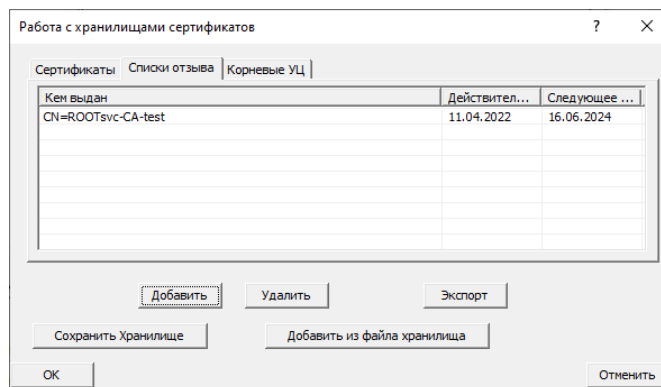 Работа с хранилищами сертификатов ? ×
Сертификаты Списки отзыва Корневые УЦ
Кем выдан Действител... Следующее ...
CN=ROOTsvc-CA-test 11.04.2022 16.06.2024
Добавить Удалить Экспорт
Сохранить Хранилище Добавить из файла хранилища
OK Отменить